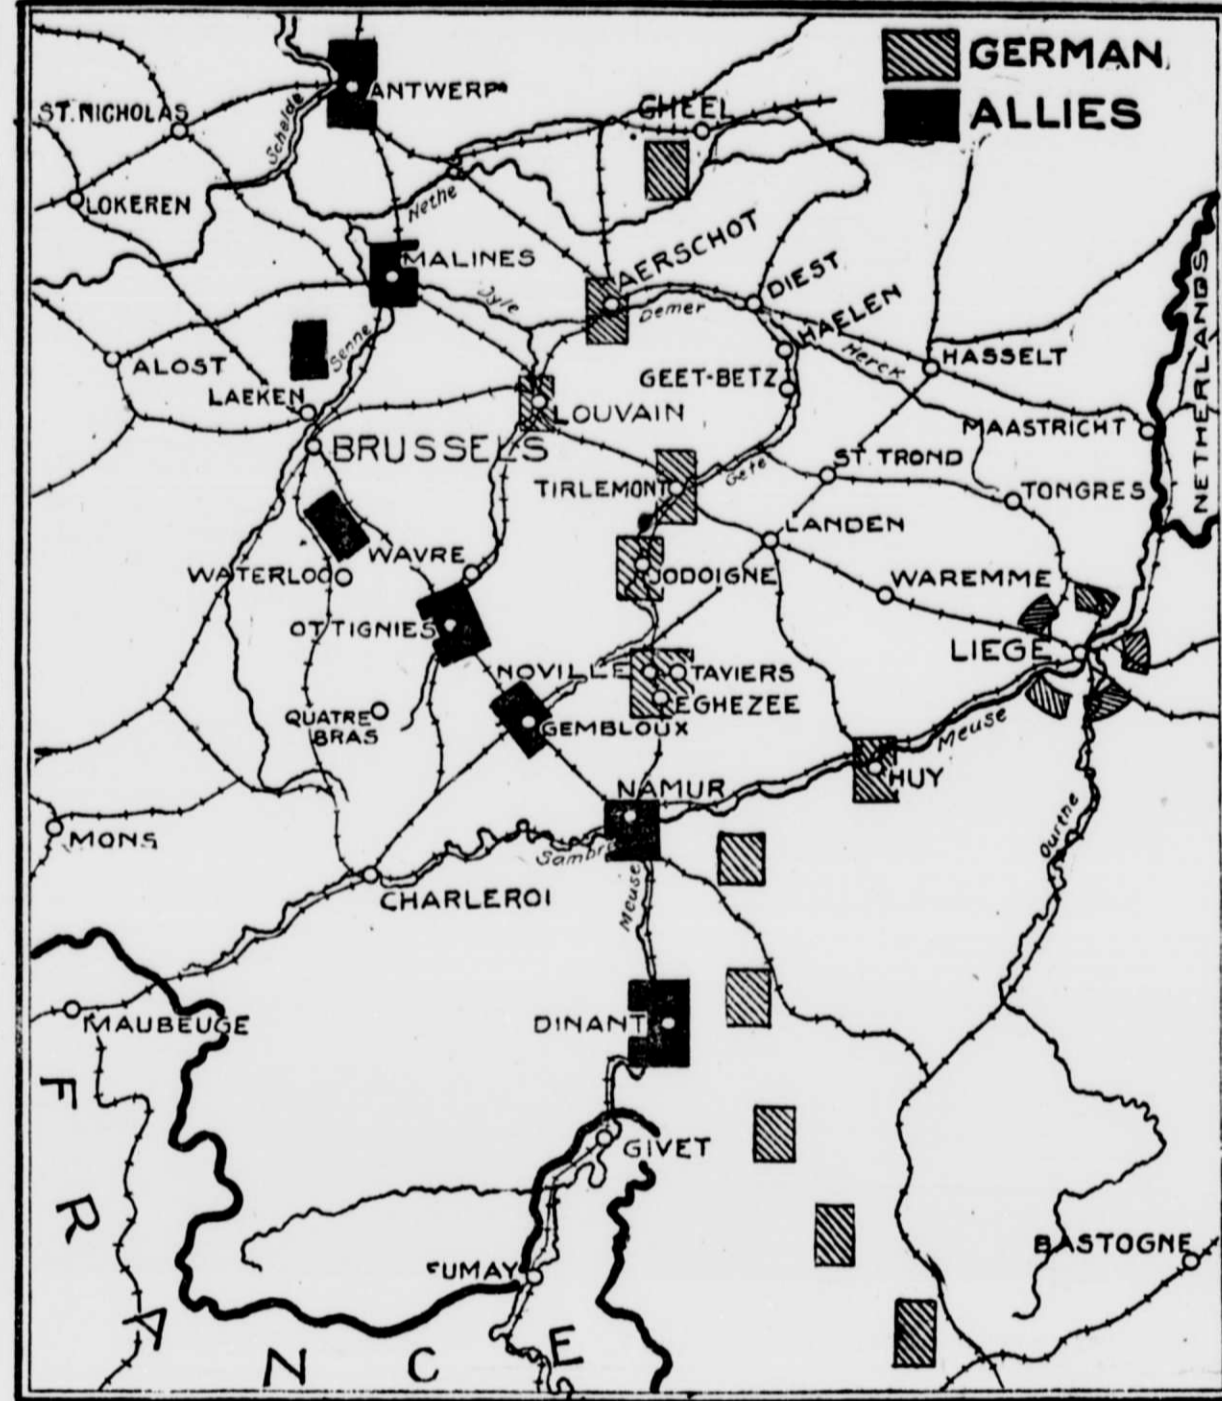 GERMAN
ALLIES
ANTWERP
ST. NICHOLAS
Schelde
GHEEL
LOKEREN
Nethe
MALINES
AERSCHOT
DIEST
Dyle
Demer
HAELEN
NETHERLANDS
Senne
ALOST
Herck
HASSELT
LAEKEN
GEET-BETZ
LOUVAIN
MAASTRICHT
BRUSSELS
Gete
ST. TROND
TIRLEMONT
TONGRES
LANDEN
WAVRE
JODOIGNE
WATERLOO
WAREMME
OTTIGNIES
LIEGE
NOVILLE
TAVIERS
EGHEZEE
QUATRE
BRAS
GEMBLOUX
Meuse
HUY
NAMUR
MONS
Sambre
Ourthe
CHARLEROI
Meuse
MAUBEUGE
DINANT
GIVET
BASTOGNE
FUMAY
FRANCE